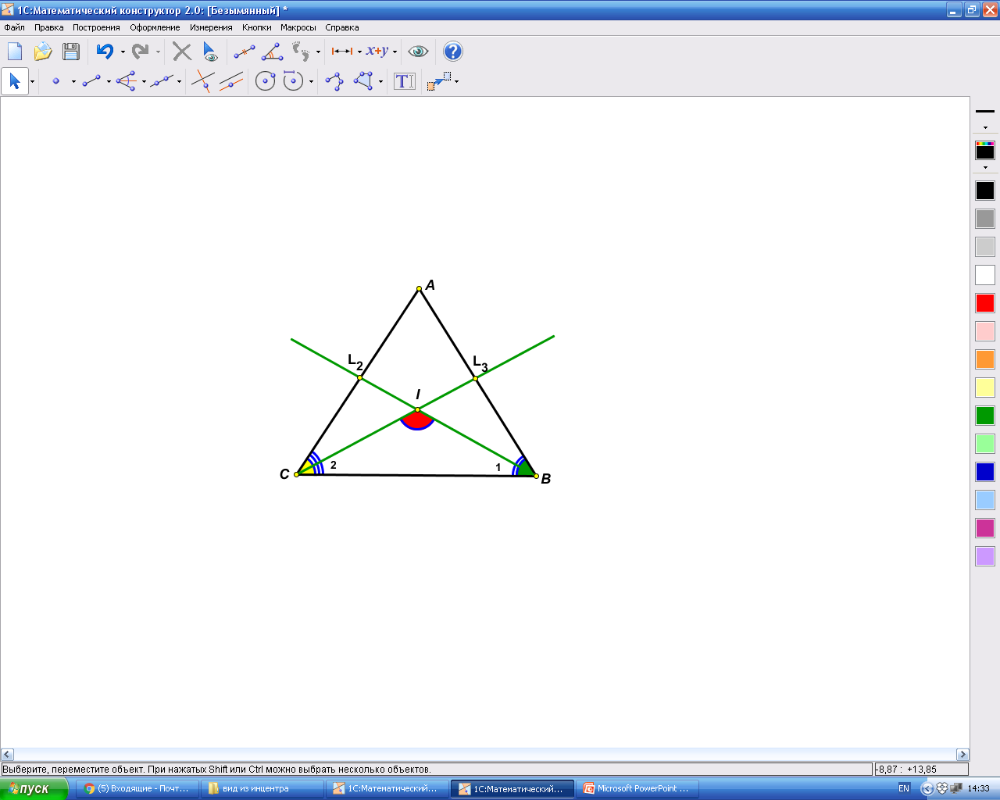 1С:Математический конструктор 2.0: [Безымянный] *
Файл Правка Построения Оформление Измерения Кнопки Макросы Справка
x+y
T
?
A
L2
L3
I
C
2
1
B
Выберите, переместите объект. При нажатых Shift или Ctrl можно выбрать несколько объектов.
-8,87 : +13,85
пуск
(5) Входящие - Почт...
вид из инцентра
1С:Математический...
1С:Математический...
Microsoft PowerPoint ...
EN
14:33